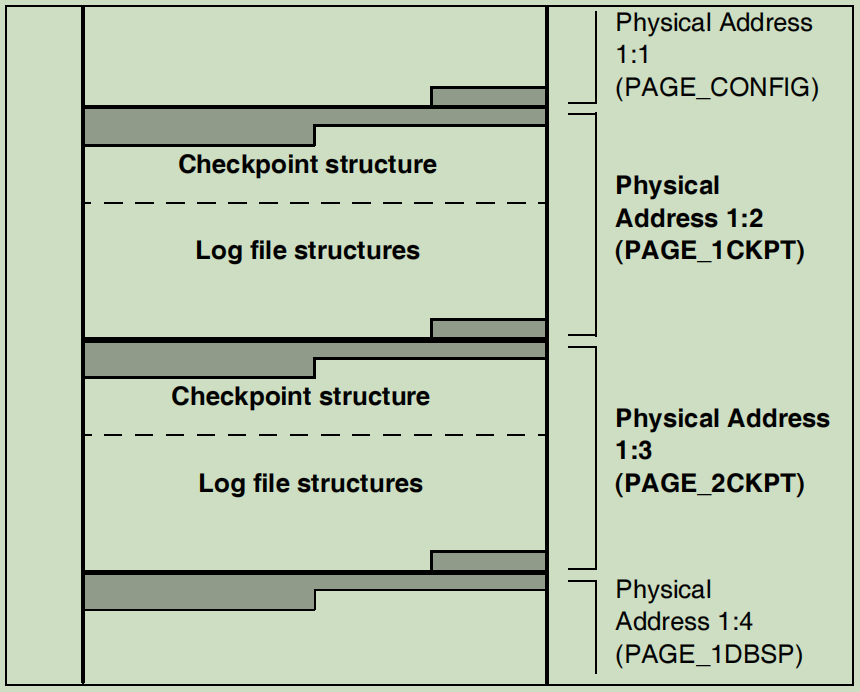 Physical Address
1:1
(PAGE_CONFIG)
Checkpoint structure
Log file structures
Physical
Address 1:2
(PAGE_1CKPT)
Checkpoint structure
Log file structures
Physical Address
1:3
(PAGE_2CKPT)
Physical
Address 1:4
(PAGE_1DBSP)